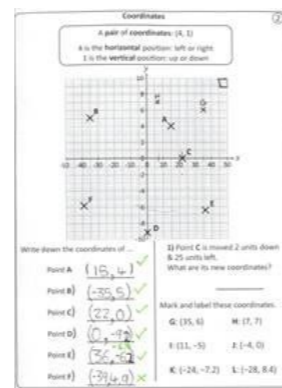 Coordinates
2
A pair of coordinates: (4, 1)
4 is the horizontal position: left or right
1 is the vertical position: up or down
y
x
B
A
G
C
F
E
D
Write down the coordinates of ...
Point A (15, 4)
Point B) (-35, 5)
Point C) (22, 0)
Point D)
Point E)
Point F)
1) Point C is moved 2 units down
& 25 units left.
What are its new coordinates?
Mark and label these coordinates.
G: (35, 6) H: (7, 7)
I: (11, -5) J: (-4, 0)
K: (-24, -7.2) L: (-28, 8.4)